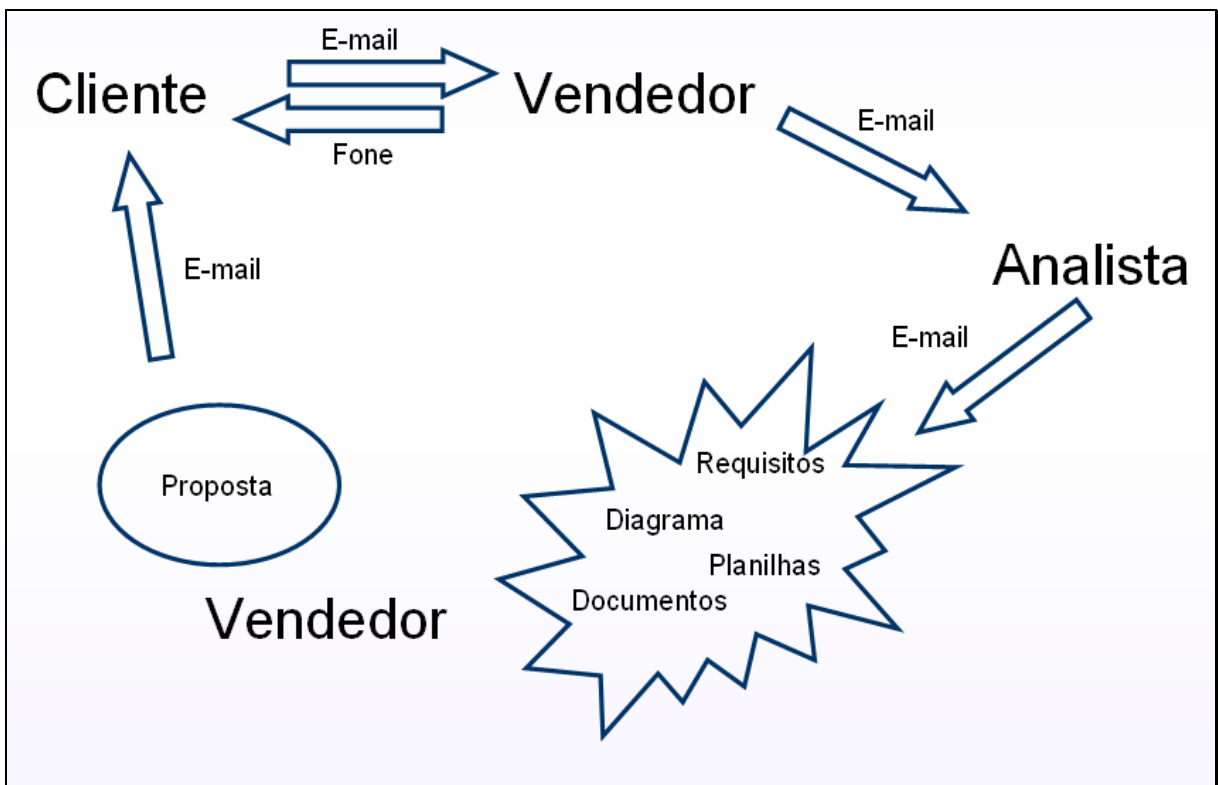 E-mail
Cliente
Vendedor
Fone
E-mail
Analista
E-mail
E-mail
Requisitos
Diagrama
Planilhas
Documentos
Proposta
Vendedor